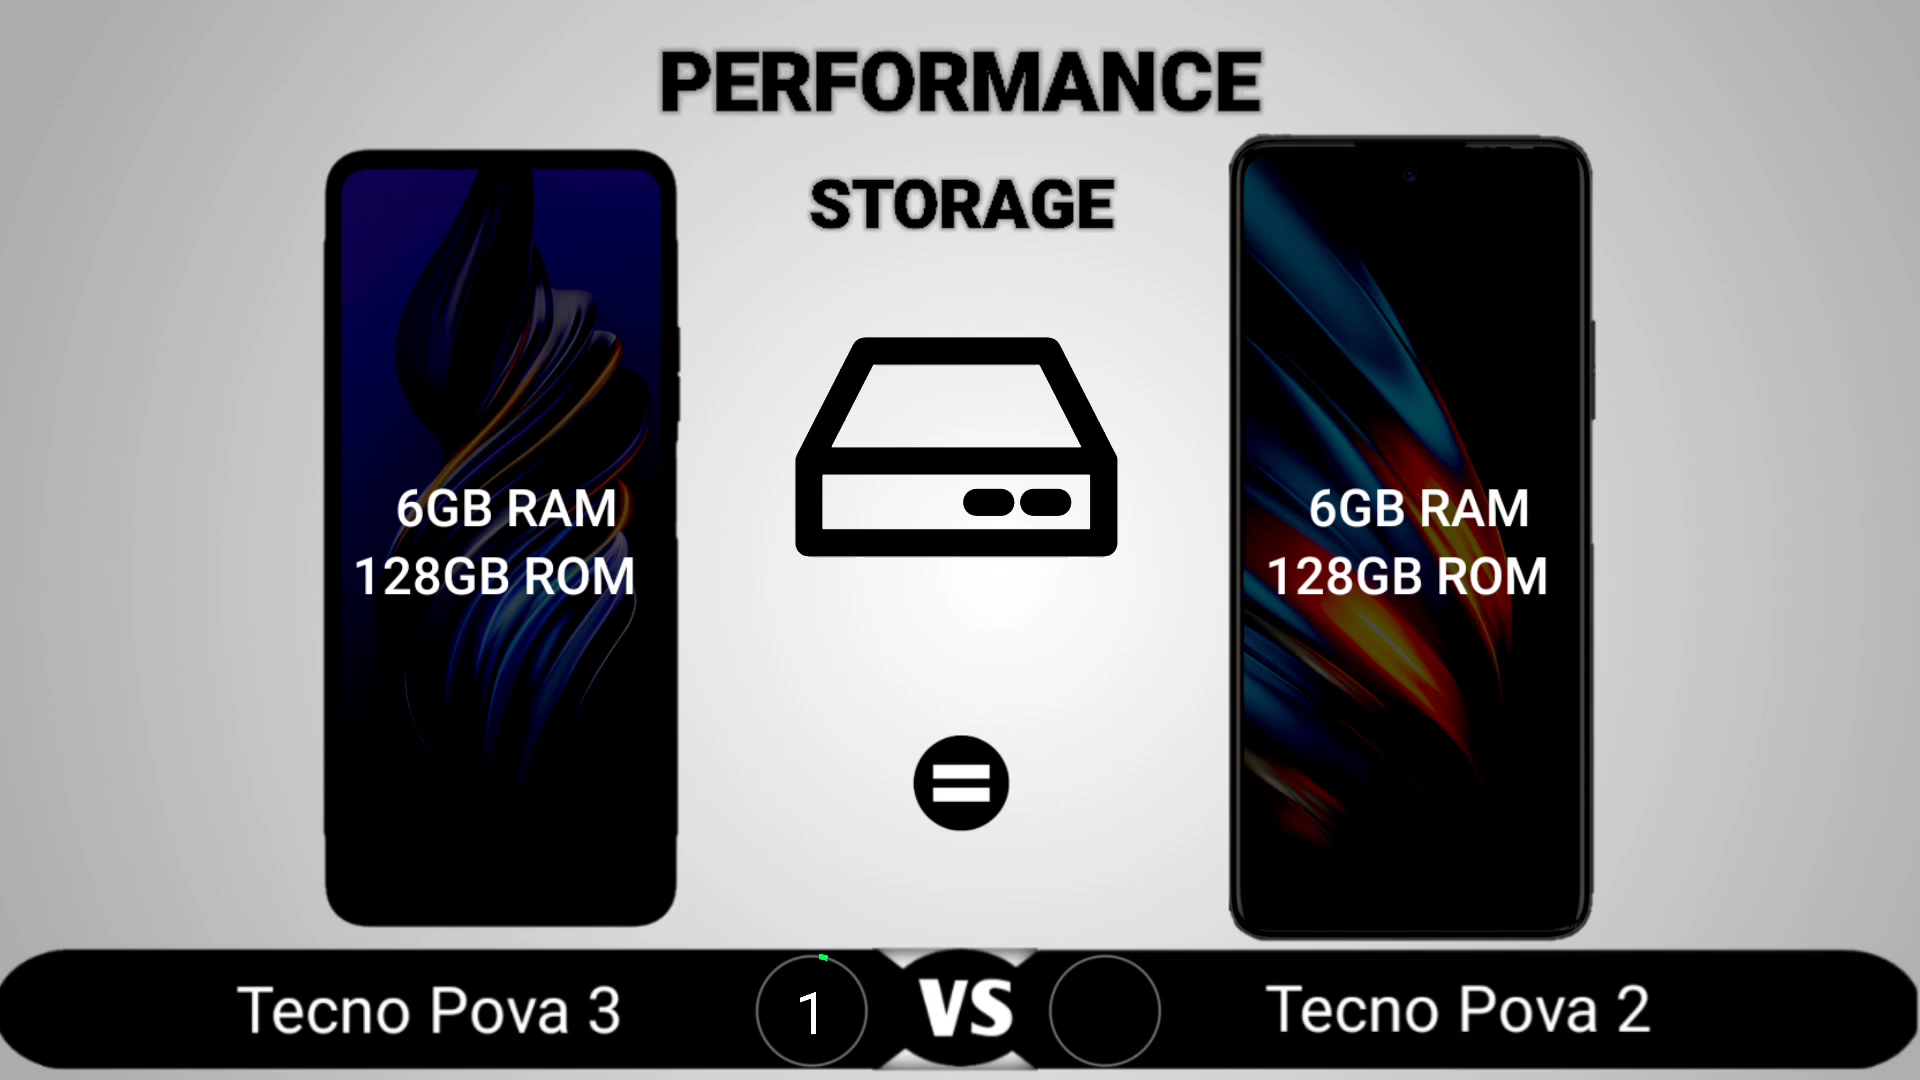 PERFORMANCE
STORAGE
6GB RAM
128GB ROM
6GB RAM
128GB ROM
Tecno Pova 3
1
VS
Tecno Pova 2